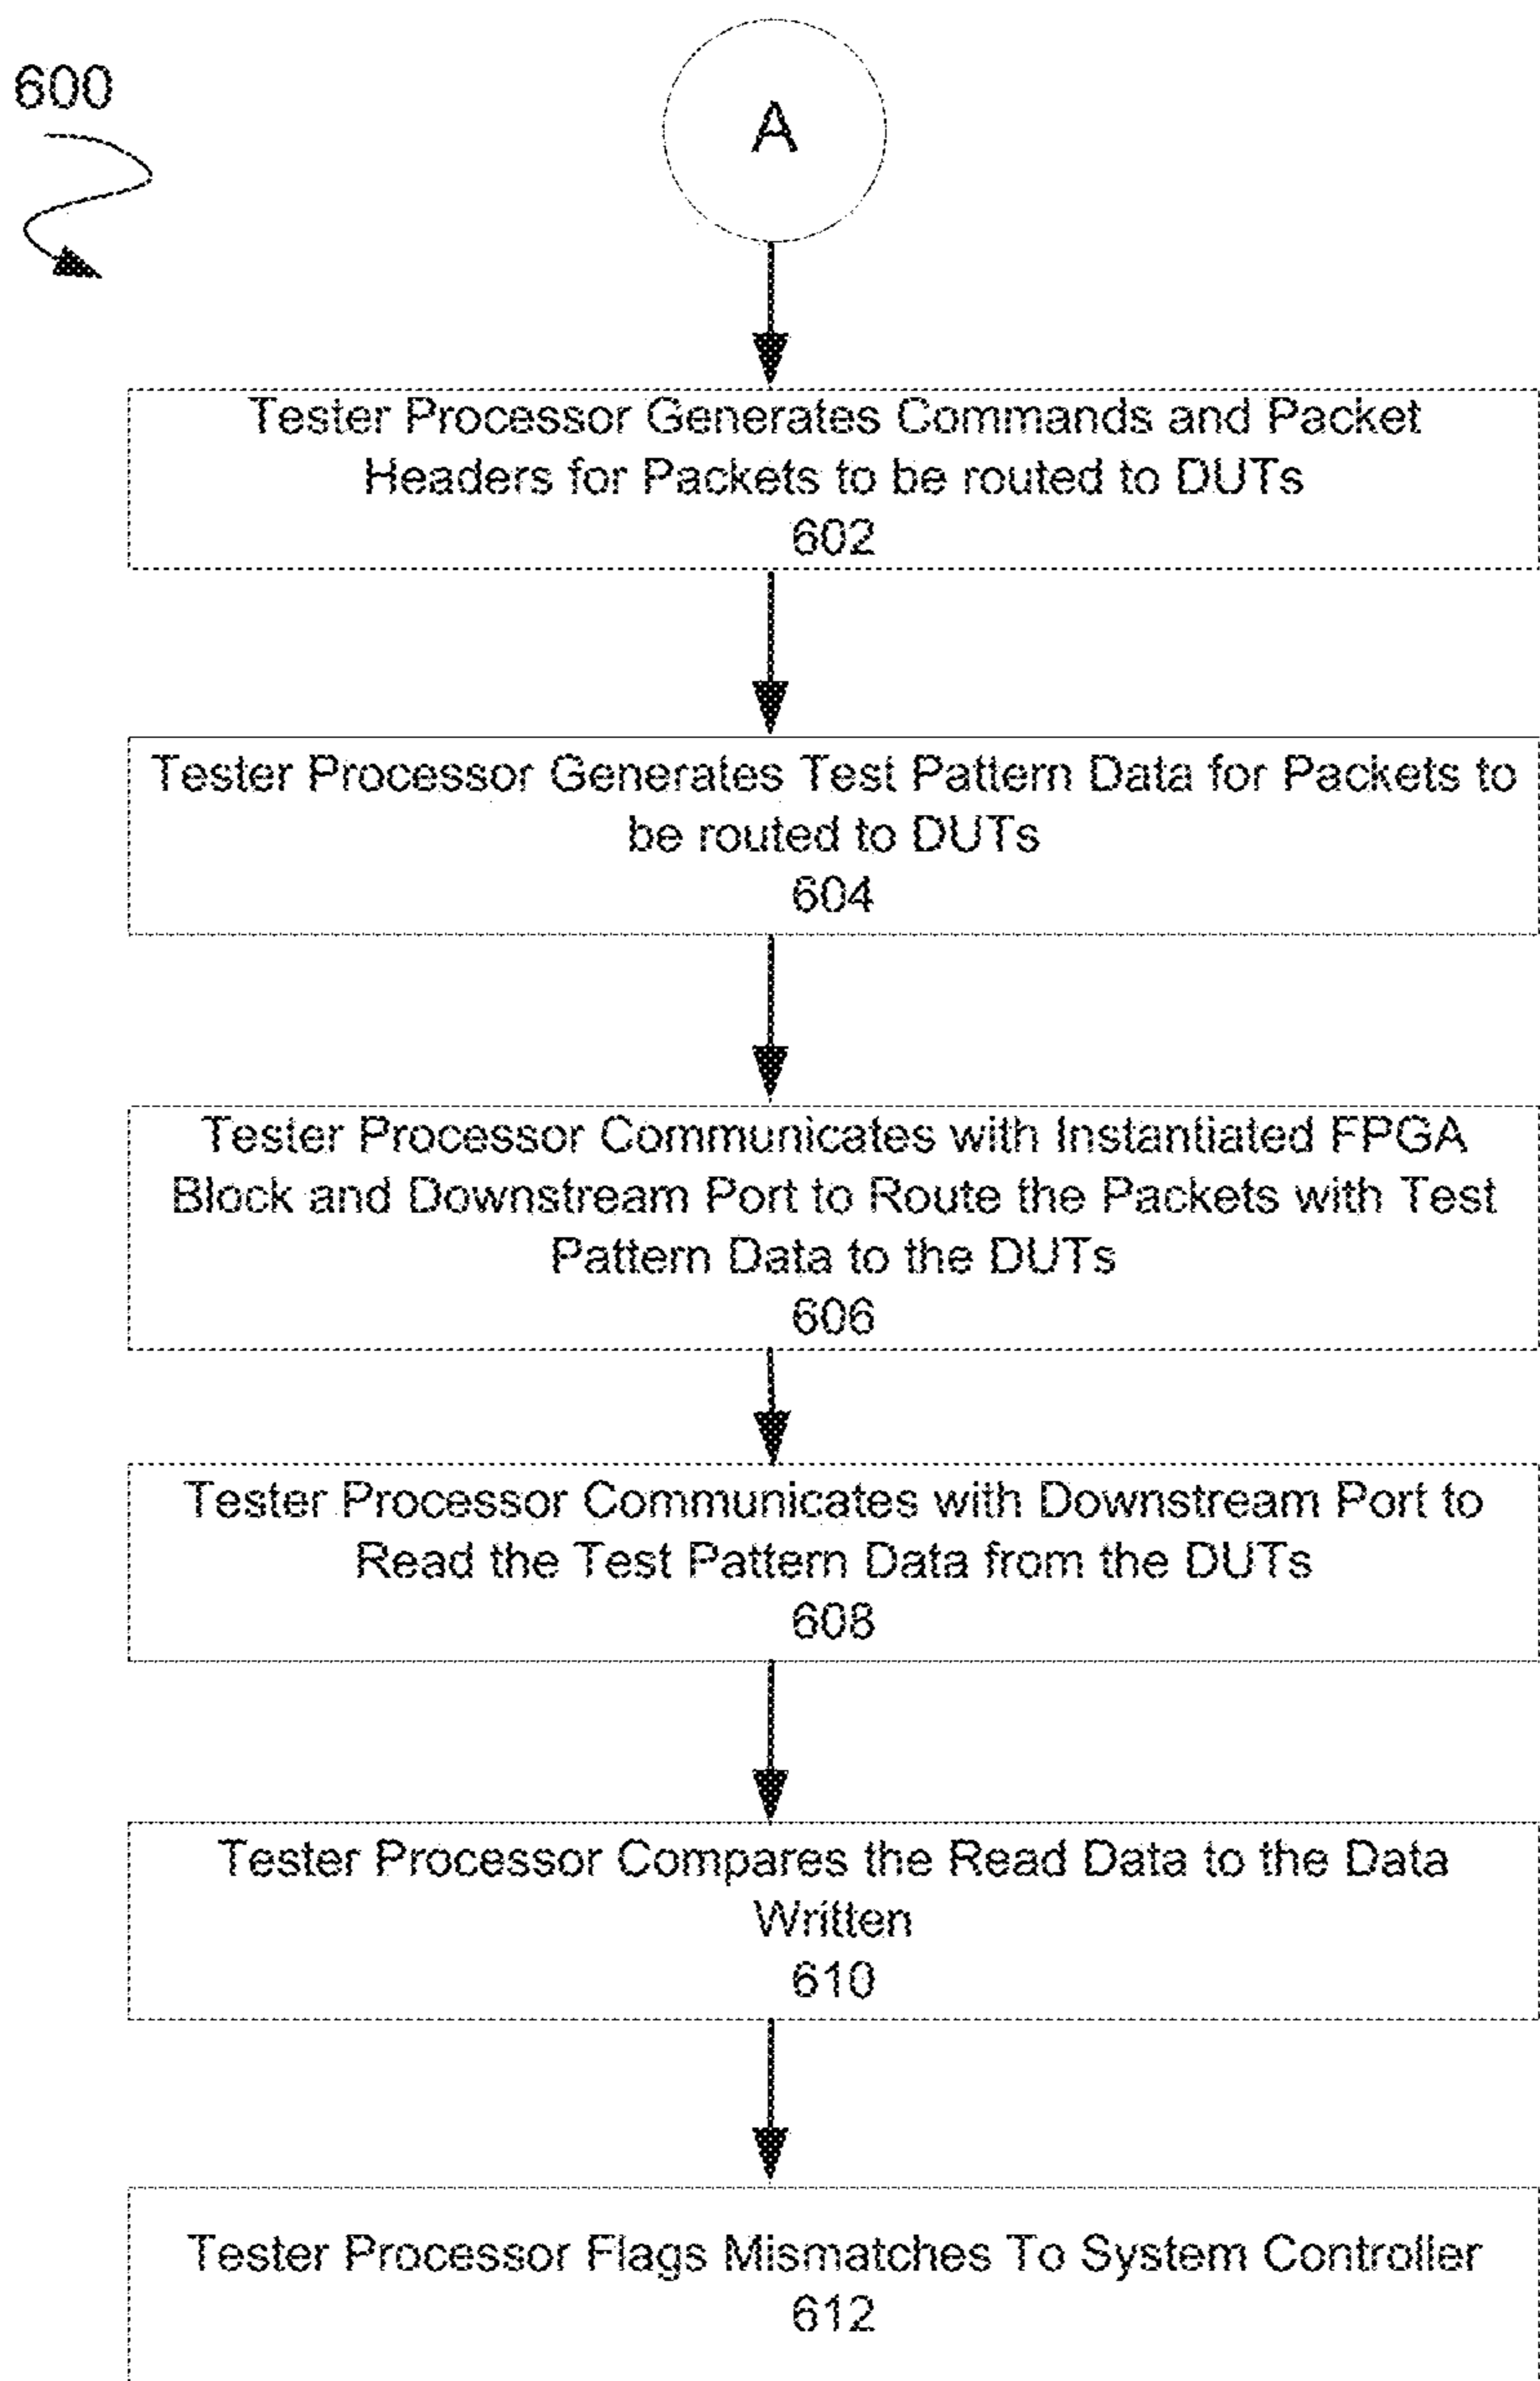 600
A
Tester Processor Generates Commands and Packet
Headers for Packets to be routed to DUTs
602
Tester Processor Generates Test Pattern Data for Packets to
be routed to DUTs
604
Tester Processor Communicates with Instantiated FPGA
Block and Downstream Port to Route the Packets with Test
Pattern Data to the DUTs
606
Tester Processor Communicates with Downstream Port to
Read the Test Pattern Data from the DUTs
608
Tester Processor Compares the Read Data to the Data
Written
610
Tester Processor Flags Mismatches To System Controller
612